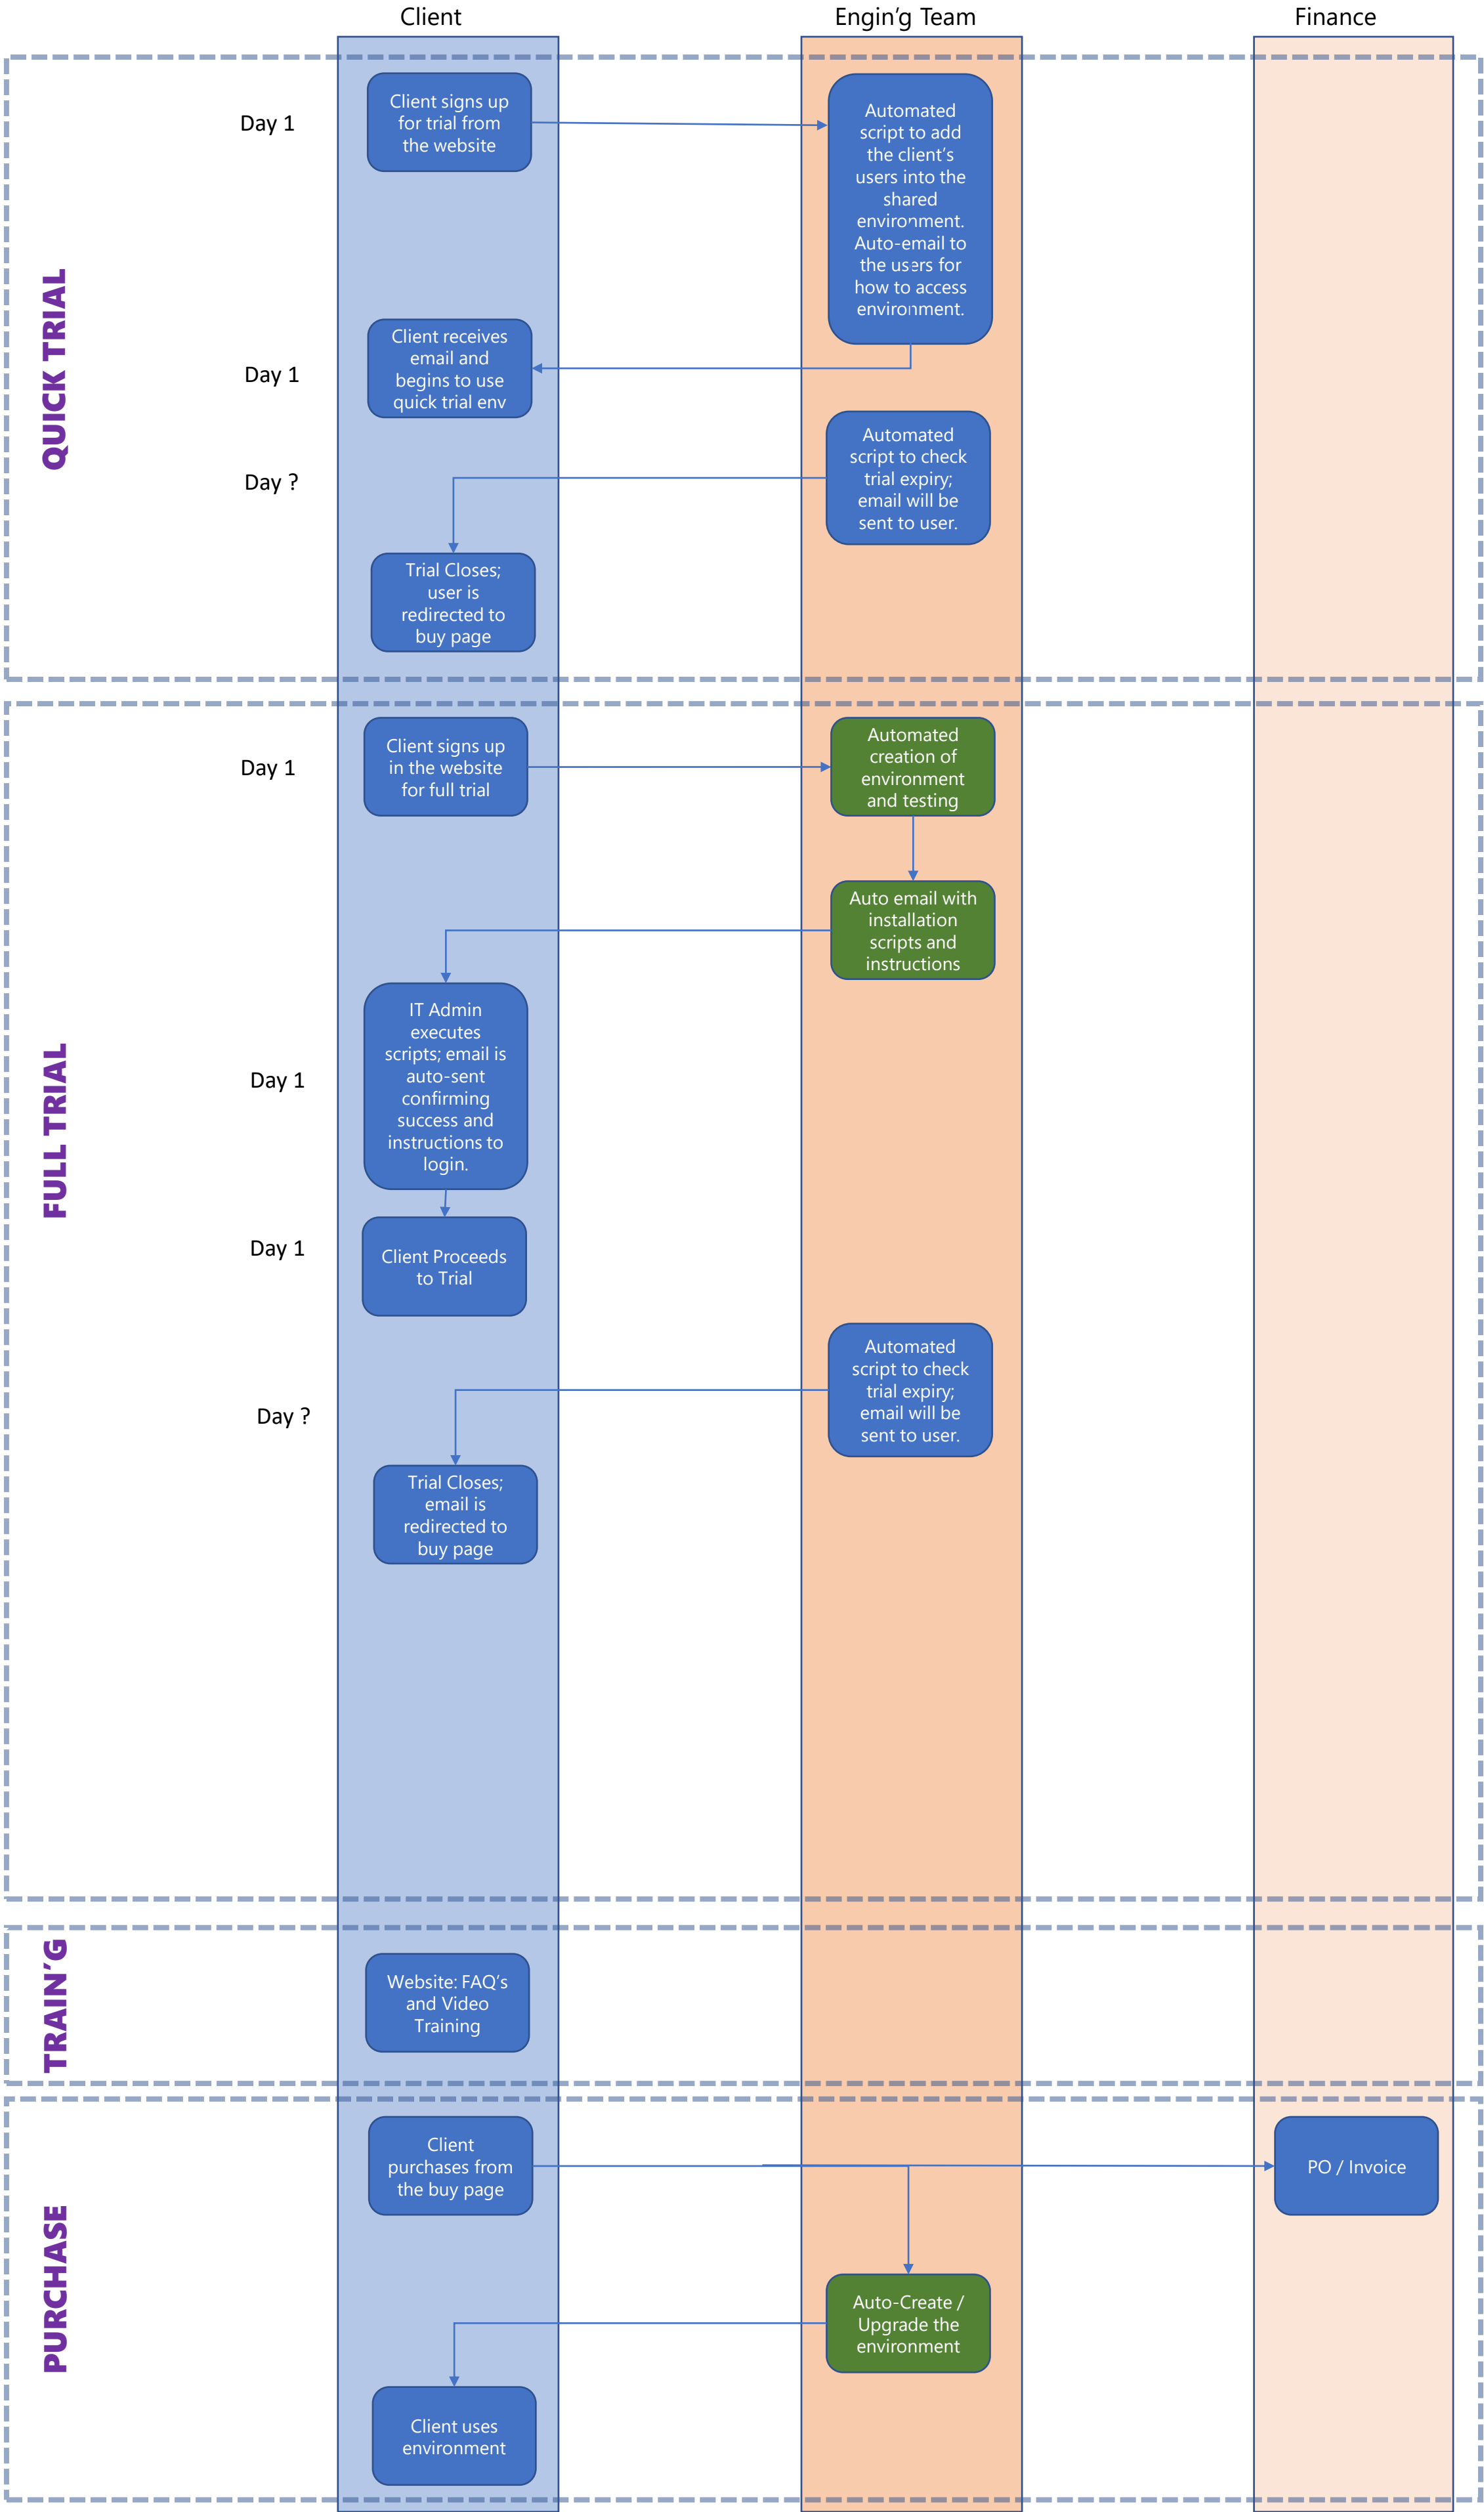 Client
Engin'g Team
Finance
QUICK TRIAL
Day 1
Client signs up
for trial from
the website
Automated
script to add
the client's
users into the
shared
environment.
Auto-email to
the users for
how to access
environment.
Day 1
Client receives
email and
begins to use
quick trial env
Day ?
Automated
script to check
trial expiry;
email will be
sent to user.
Trial Closes;
user is
redirected to
buy page
FULL TRIAL
Day 1
Client signs up
in the website
for full trial
Automated
creation of
environment
and testing
Auto email with
installation
scripts and
instructions
Day 1
IT Admin
executes
scripts; email is
auto-sent
confirming
success and
instructions to
login.
Day 1
Client Proceeds
to Trial
Day ?
Automated
script to check
trial expiry;
email will be
sent to user.
Trial Closes;
email is
redirected to
buy page
TRAIN'G
Website: FAQ's
and Video
Training
PURCHASE
Client
purchases from
the buy page
PO / Invoice
Auto-Create /
Upgrade the
environment
Client uses
environment